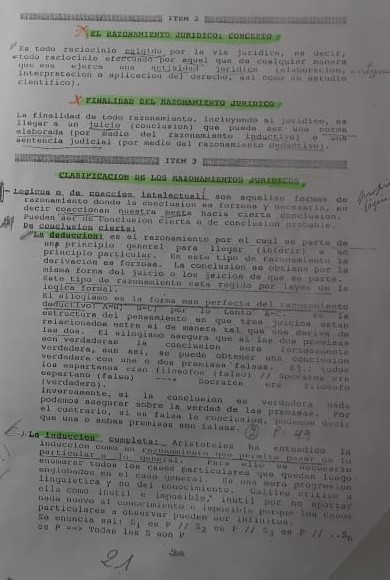 ITEM 2
EL RAZONAMIENTO JURIDICO: CONCEPTO
Es todo raciocinio exigido por la vía jurídica, es decir,
todo raciocinio efectuado por aquel que de cualquier manera
que sea ejerce una actividad jurídica (elaboracion,
interpretacion o aplicacion del derecho, así como su estudio
científico).
FINALIDAD DEL RAZONAMIENTO JURIDICO
La finalidad de todo razonamiento, incluyendo al jurídico, es
llegar a un juicio (conclusion) que puede ser una norma
elaborada (por medio del razonamiento inductivo) o una
sentencia judicial (por medio del razonamiento deductivo).
ITEM 3
CLASIFICACION DE LOS RAZONAMIENTOS JURIDICOS
Logicos o de coaccion intelectual: son aquellas formas de
razonamiento donde la conclusion es forzosa y necesaria, es
decir coaccionan nuestra mente hacia cierta conclusion.
Pueden ser de conclusion cierta o de conclusion probable.
De conclusion cierta:
La deduccion: es el razonamiento por el cual se parte de
un principio general para llegar (inferir) a un
principio particular. En este tipo de razonamiento la
derivacion es forzosa. La conclusion se obtiene por la
misma forma del juicio o los juicios de que se parte.
Este tipo de razonamiento esta regido por leyes de la
logica formal.
El silogismo es la forma mas perfecta del razonamiento
deductivo: por lo tanto A=C. Es la
estructura del pensamiento en que tres juicios estan
relacionados entre si de manera tal que uno deriva de
las dos. El silogismo asegura que si las dos premisas
son verdaderas la conclusion sera forzosamente
verdadera, aun asi, se puede obtener una conclusion
verdadera con una o dos premisas falsas. Ej.: todos
los espartanos eran filosofos (falso) // Socrates era
espartano (falso) ---> Socrates era filosofo
(verdadero).
Inversamente, si la conclusion es verdadera nada
podemos asegurar sobre la verdad de las premisas. Por
el contrario, si es falsa la conclusion, podemos decir
que una o ambas premisas son falsas. P. 49
La induccion completa: Aristoteles ha entendido la
induccion como un razonamiento que permite pasar de lo
particular a lo general. Para ello es necesario
enumerar todos los casos particulares que quedan luego
englobados en el caso general. Es una mera progresion
linguistica y no del conocimiento. Galileo critico a
ella como inutil e imposible, inutil por no aportar
nada nuevo al conocimiento e imposible porque los casos
particulares a observar pueden ser infinitos.
Se enuncia asi: S1 es P // S2 es P // S3 es P // ..Sn
es P --> Todas las S son P
21